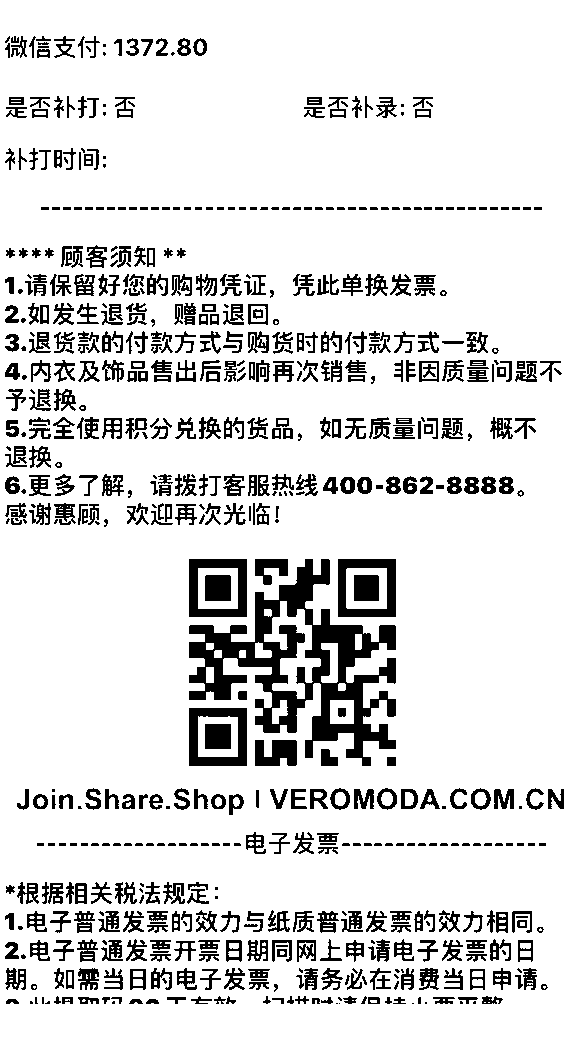 微信支付: 1372.80
是否补打: 否 是否补录: 否
补打时间:
----------------------------------------------
**** 顾客须知 **
1.请保留好您的购物凭证，凭此单换发票。
2.如发生退货，赠品退回。
3.退货款的付款方式与购货时的付款方式一致。
4.内衣及饰品售出后影响再次销售，非因质量问题不
予退换。
5.完全使用积分兑换的货品，如无质量问题，概不
退换。
6.更多了解，请拨打客服热线400-862-8888。
感谢惠顾，欢迎再次光临！
Join.Share.Shop | VEROMODA.COM.CN
-------------------电子发票-------------------
*根据相关税法规定：
1.电子普通发票的效力与纸质普通发票的效力相同。
2.电子普通发票开票日期同网上申请电子发票的日
期。如需当日的电子发票，请务必在消费当日申请。